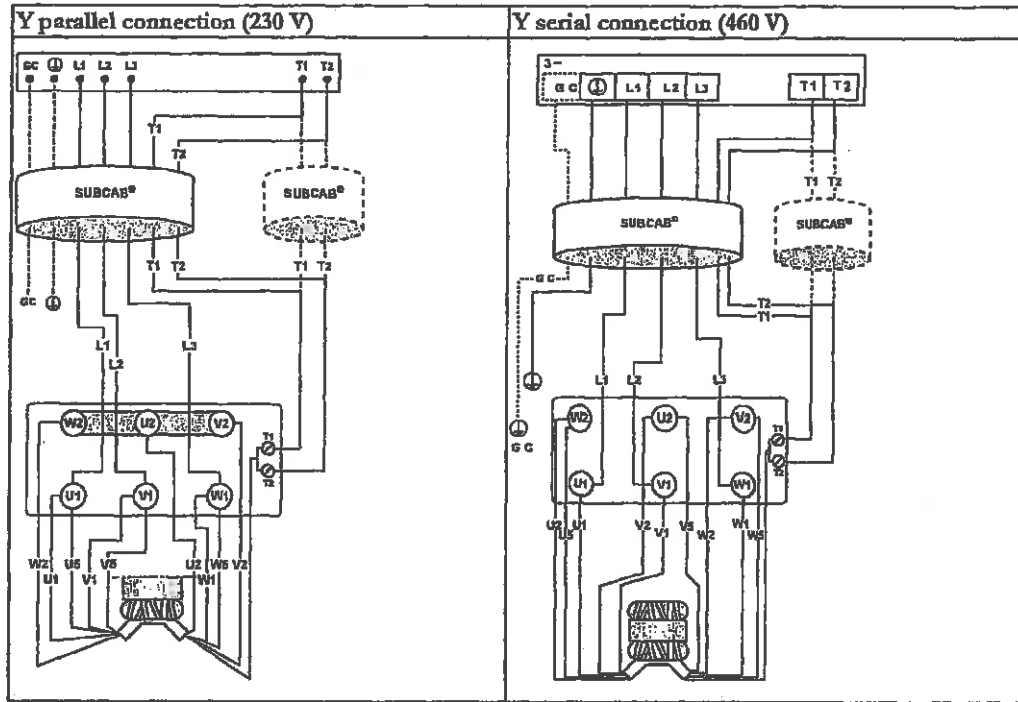 Y parallel connection (230 V)
GC ⏚ L1 L2 L3 T1 T2
T1
T2
SUBCAB® SUBCAB®
T1 T2 T1 T2
GC ⏚
L1 L2 L3
W2 U2 V2
T1
T2
U1 V1 W1
W2 U1 U5 V1 V5 U2 W1 W5 V2
Y serial connection (460 V)
3~
GC ⏚ L1 L2 L3 T1 T2
T1 T2
SUBCAB® SUBCAB®
GC
T2
T1
L1 L2 L3
⏚
GC
W2 U2 V2
T1
T2
U1 V1 W1
U2 U5 U1 V2 V1 V5 W2 W1 W5